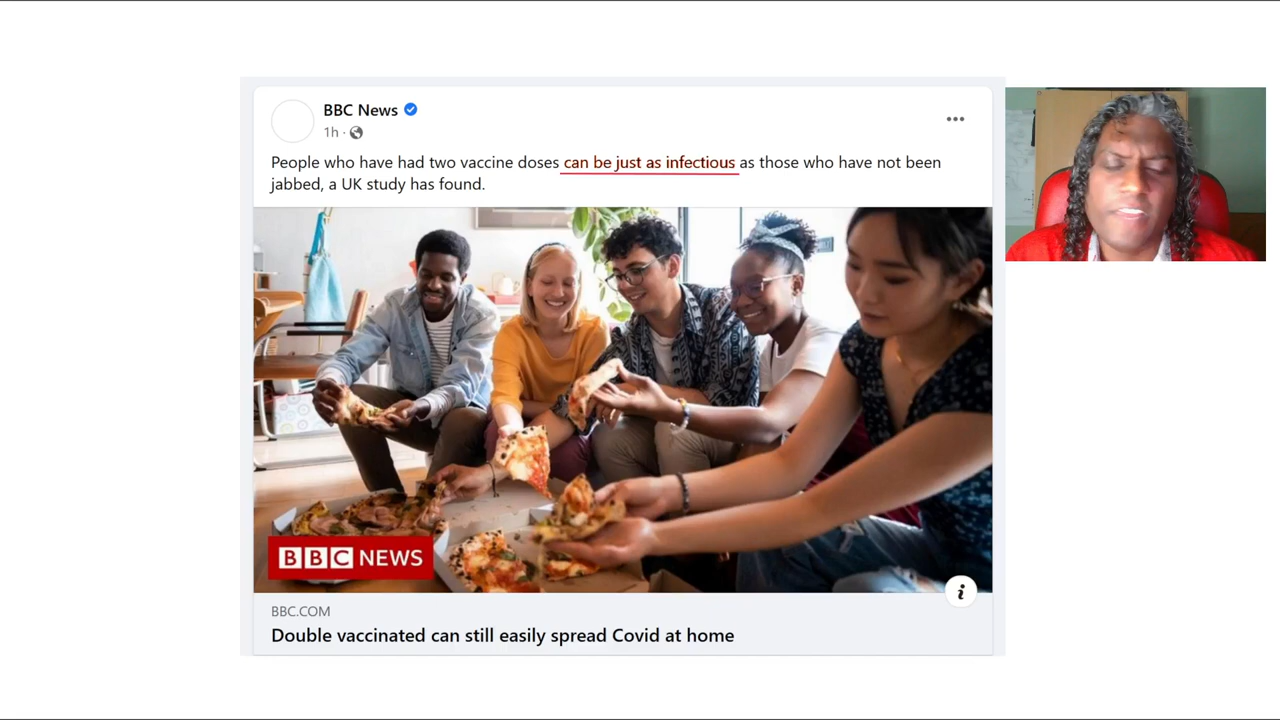 BBC News
1h ·
People who have had two vaccine doses can be just as infectious as those who have not been
jabbed, a UK study has found.
BBC NEWS
BBC.COM
Double vaccinated can still easily spread Covid at home